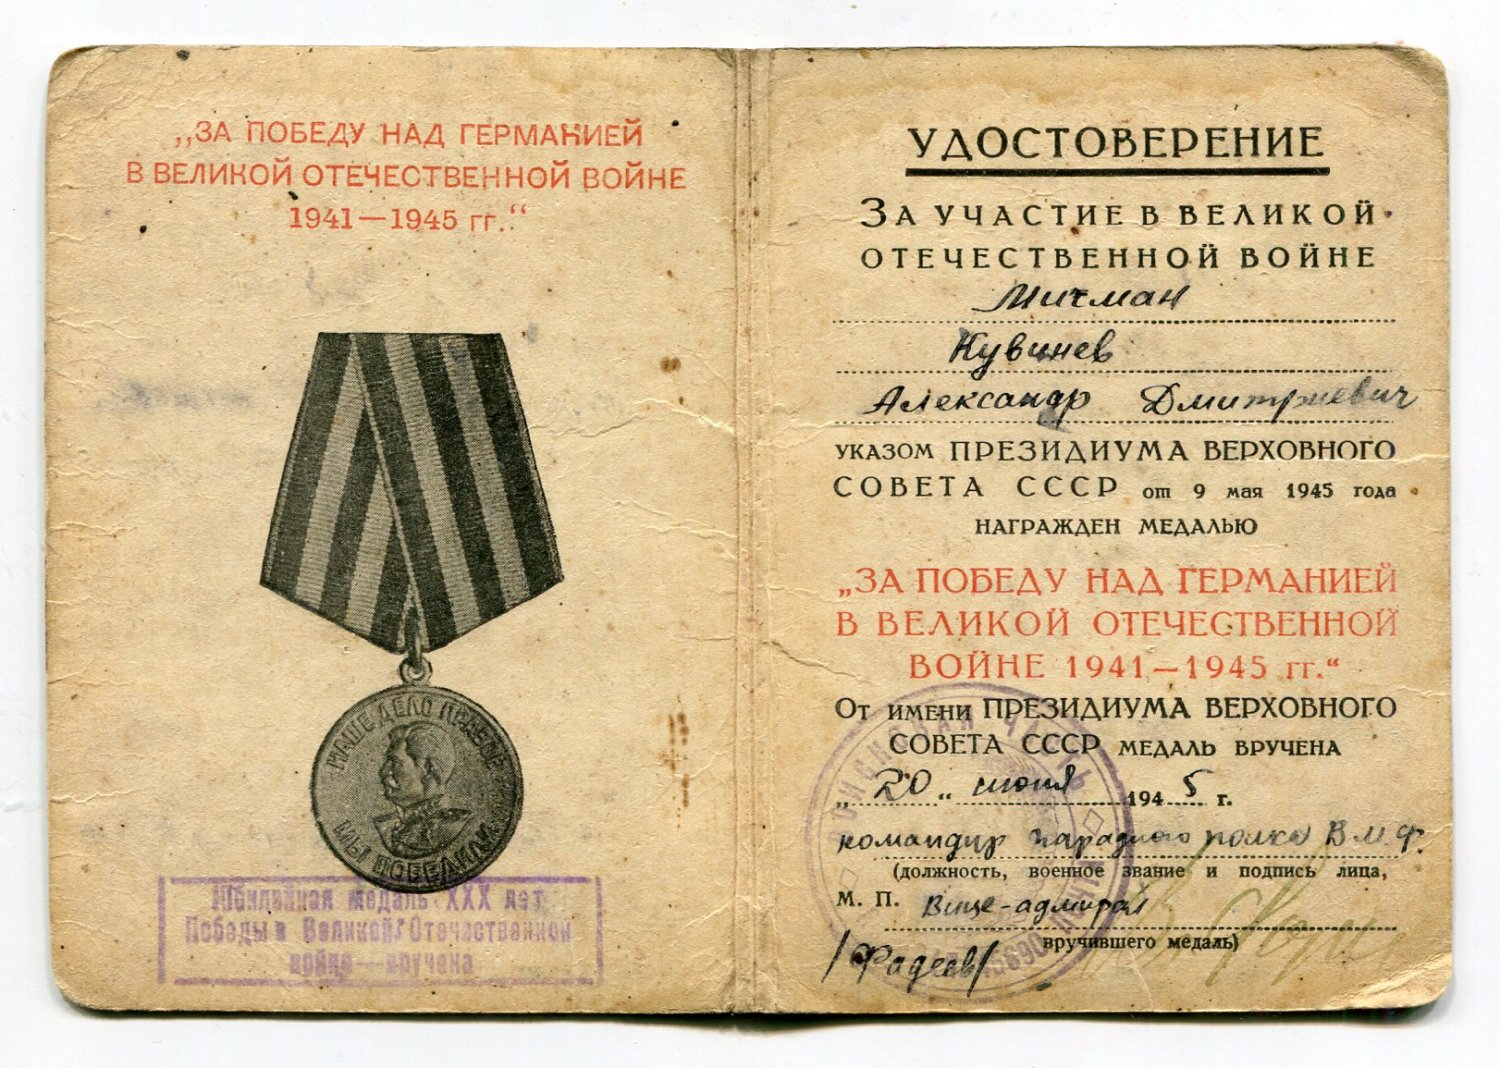 „ЗА ПОБЕДУ НАД ГЕРМАНИЕЙ
В ВЕЛИКОЙ ОТЕЧЕСТВЕННОЙ ВОЙНЕ
1941—1945 гг.“
НАШЕ ДЕЛО ПРАВОЕ
МЫ ПОБЕДИЛИ
Юбилейная медаль XXX лет
Победы в Великой Отечественной
войне — вручена
УДОСТОВЕРЕНИЕ
ЗА УЧАСТИЕ В ВЕЛИКОЙ
ОТЕЧЕСТВЕННОЙ ВОЙНЕ
Мичман
Кувинев
Александр Дмитриевич
УКАЗОМ ПРЕЗИДИУМА ВЕРХОВНОГО
СОВЕТА СССР от 9 мая 1945 года
НАГРАЖДЕН МЕДАЛЬЮ
„ЗА ПОБЕДУ НАД ГЕРМАНИЕЙ
В ВЕЛИКОЙ ОТЕЧЕСТВЕННОЙ
ВОЙНЕ 1941—1945 гг.“
ОТ ИМЕНИ ПРЕЗИДИУМА ВЕРХОВНОГО
СОВЕТА СССР МЕДАЛЬ ВРУЧЕНА
„20„ июня 1945 г.
командир парадного полка В.М.Ф.
(должность, военное звание и подпись лица,
М. П. Вице-адмирал
вручившего медаль)
/Фадеев/
ВОИНСКАЯ ЧАСТЬ